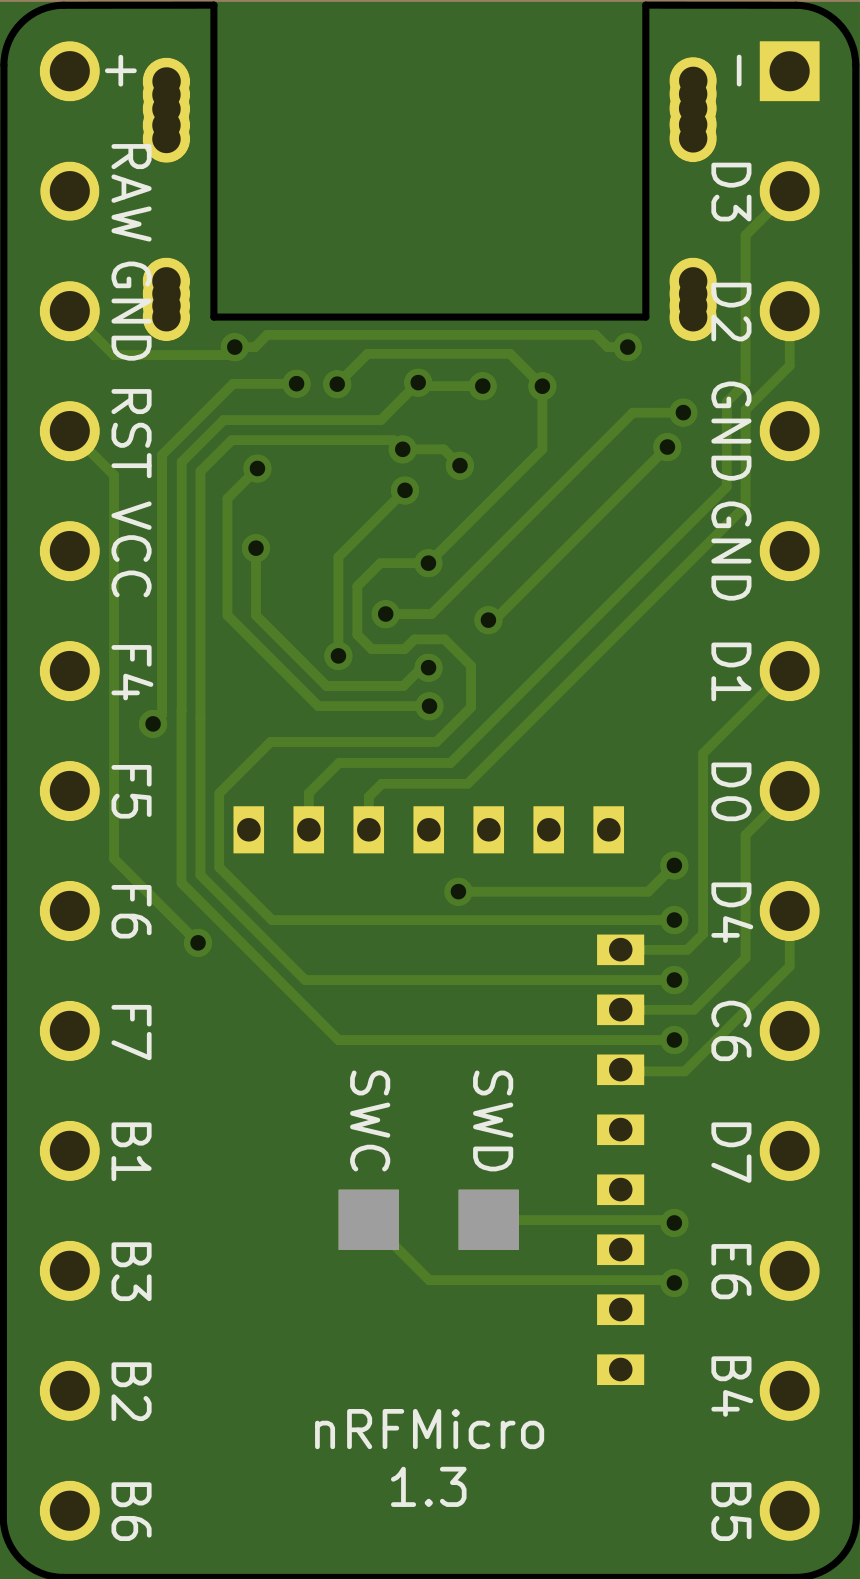 +
RAW
GND
RST
VCC
F4
F5
F6
F7
B1
B3
B2
B6
–
D3
D2
GND
GND
D1
D0
D4
C6
D7
E6
B4
B5
SWC
SWD
nRFMicro
1.3